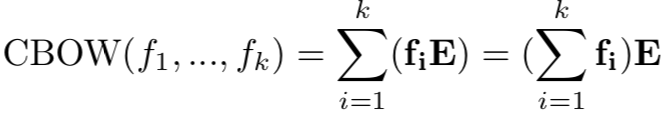 CBOW(f₁, ..., fₖ) = ∑ᵢ₌₁ᵏ (𝐟ᵢ𝐄) = (∑ᵢ₌₁ᵏ 𝐟ᵢ)𝐄